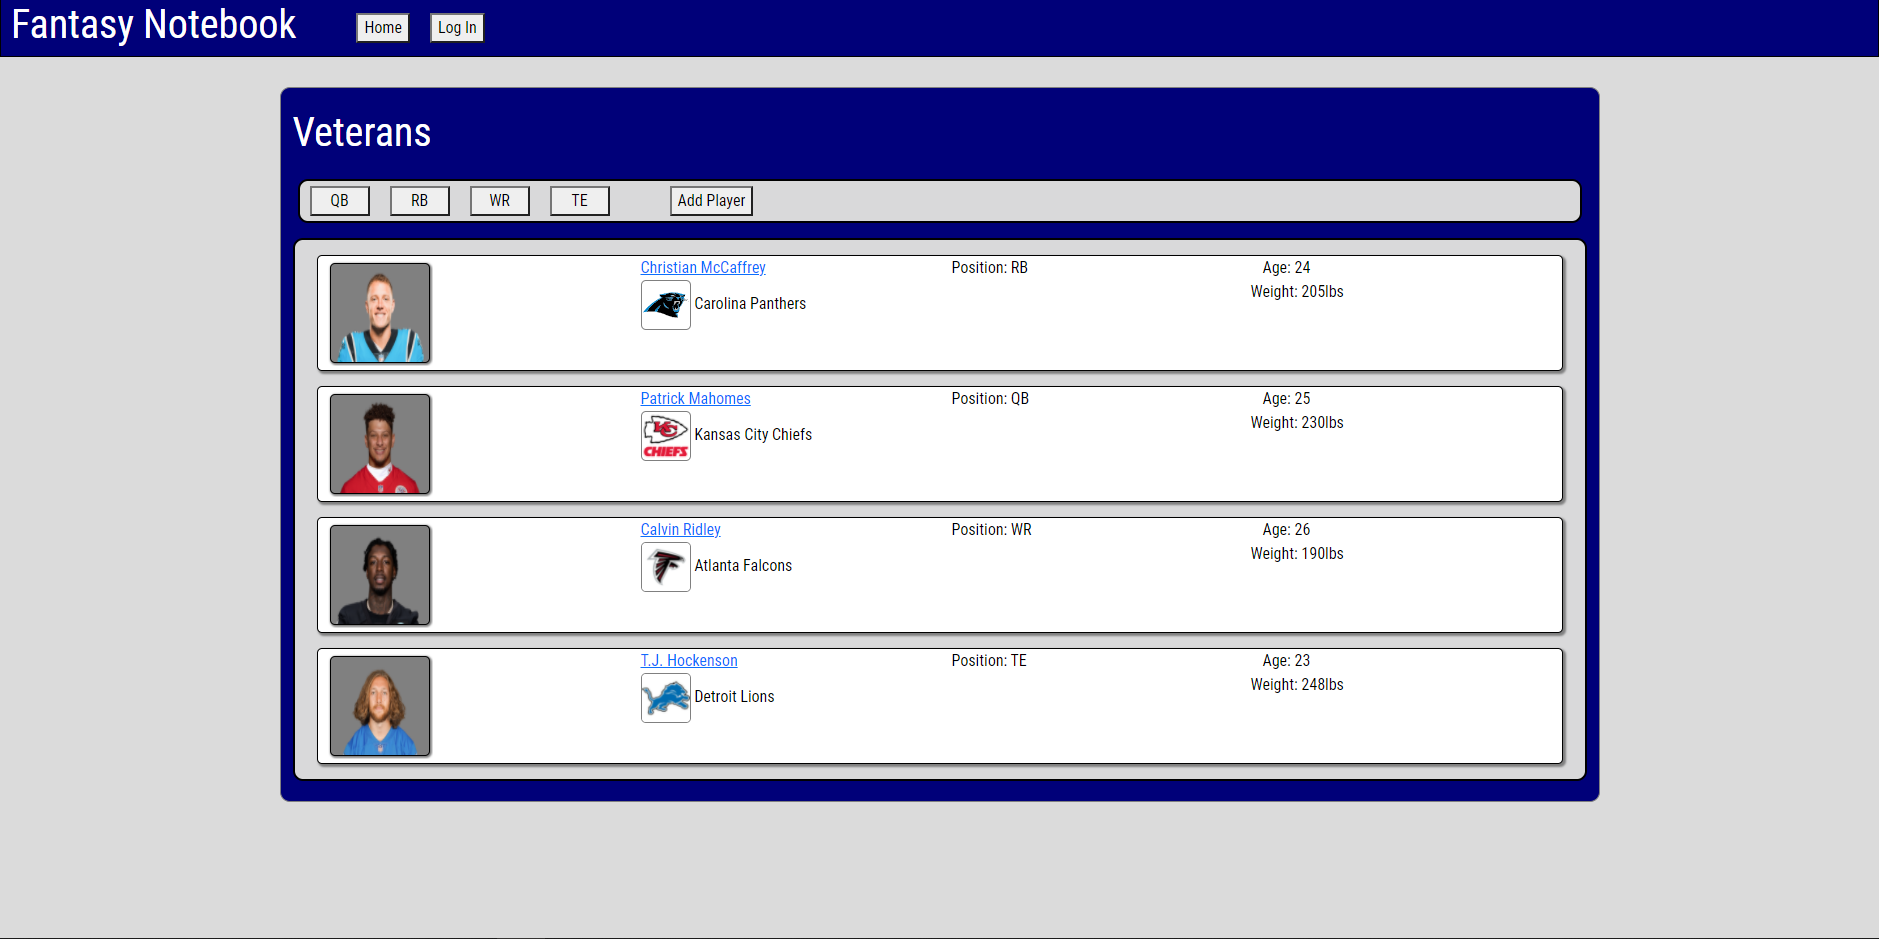 Fantasy Notebook Home Log In
Veterans
QB RB WR TE Add Player
Christian McCaffrey Position: RB Age: 24
Weight: 205lbs
Carolina Panthers
Patrick Mahomes Position: QB Age: 25
Weight: 230lbs
KC
Kansas City Chiefs
CHIEFS
Calvin Ridley Position: WR Age: 26
Weight: 190lbs
Atlanta Falcons
T.J. Hockenson Position: TE Age: 23
Weight: 248lbs
Detroit Lions